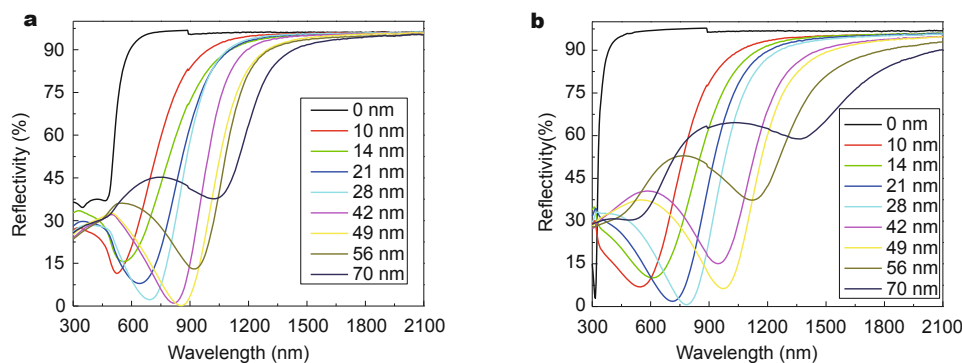 a
Reflectivity (%)
90
75
60
45
30
15
0
0 nm
10 nm
14 nm
21 nm
28 nm
42 nm
49 nm
56 nm
70 nm
300 600 900 1200 1500 1800 2100
Wavelength (nm)
b
Reflectivity(%)
90
75
60
45
30
15
0
0 nm
10 nm
14 nm
21 nm
28 nm
42 nm
49 nm
56 nm
70 nm
300 600 900 1200 1500 1800 2100
Wavelength (nm)